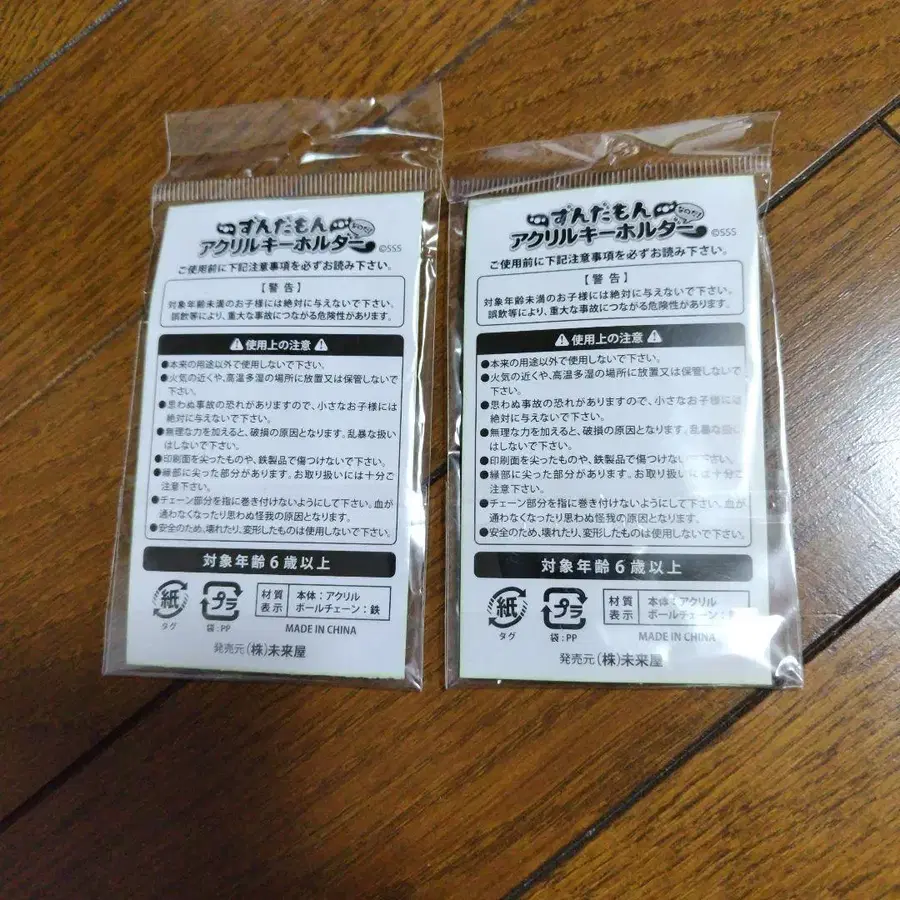 ずんだもん
なのだ!
アクリルキーホルダー
©SSS
ご使用前に下記注意事項を必ずお読み下さい。
【警告】
対象年齢未満のお子様には絶対に与えないで下さい。
誤飲等により、重大な事故につながる危険性があります。
使用上の注意
●本来の用途以外で使用しないで下さい。
●火気の近くや、高温多湿の場所に放置又は保管しないで
下さい。
●思わぬ事故の恐れがありますので、小さなお子様には
絶対に与えないで下さい。
●無理な力を加えると、破損の原因となります。乱暴な扱い
はしないで下さい。
●印刷面を尖ったものや、鉄製品で傷つけないで下さい。
●縁部に尖った部分があります。お取り扱いには十分ご
注意下さい。
●チェーン部分を指に巻き付けないようにして下さい。血が
通わなくなったり思わぬ怪我の原因となります。
●安全のため、壊れたり、変形したものは使用しないで下さい。
対象年齢6歳以上
紙
タグ
プラ
袋:PP
材質
表示
本体:アクリル
ボールチェーン:鉄
MADE IN CHINA
発売元(株)未来屋
ずんだもん
なのだ!
アクリルキーホルダー
©SSS
ご使用前に下記注意事項を必ずお読み下さい。
【警告】
対象年齢未満のお子様には絶対に与えないで下さい。
誤飲等により、重大な事故につながる危険性があります。
使用上の注意
●本来の用途以外で使用しないで下さい。
●火気の近くや、高温多湿の場所に放置又は保管しないで
下さい。
●思わぬ事故の恐れがありますので、小さなお子様には
絶対に与えないで下さい。
●無理な力を加えると、破損の原因となります。乱暴な扱い
はしないで下さい。
●印刷面を尖ったものや、鉄製品で傷つけないで下さい。
●縁部に尖った部分があります。お取り扱いには十分ご
注意下さい。
●チェーン部分を指に巻き付けないようにして下さい。血が
通わなくなったり思わぬ怪我の原因となります。
●安全のため、壊れたり、変形したものは使用しないで下さい。
対象年齢6歳以上
紙
タグ
プラ
袋:PP
材質
表示
本体:アクリル
ボールチェーン:鉄
MADE IN CHINA
発売元(株)未来屋